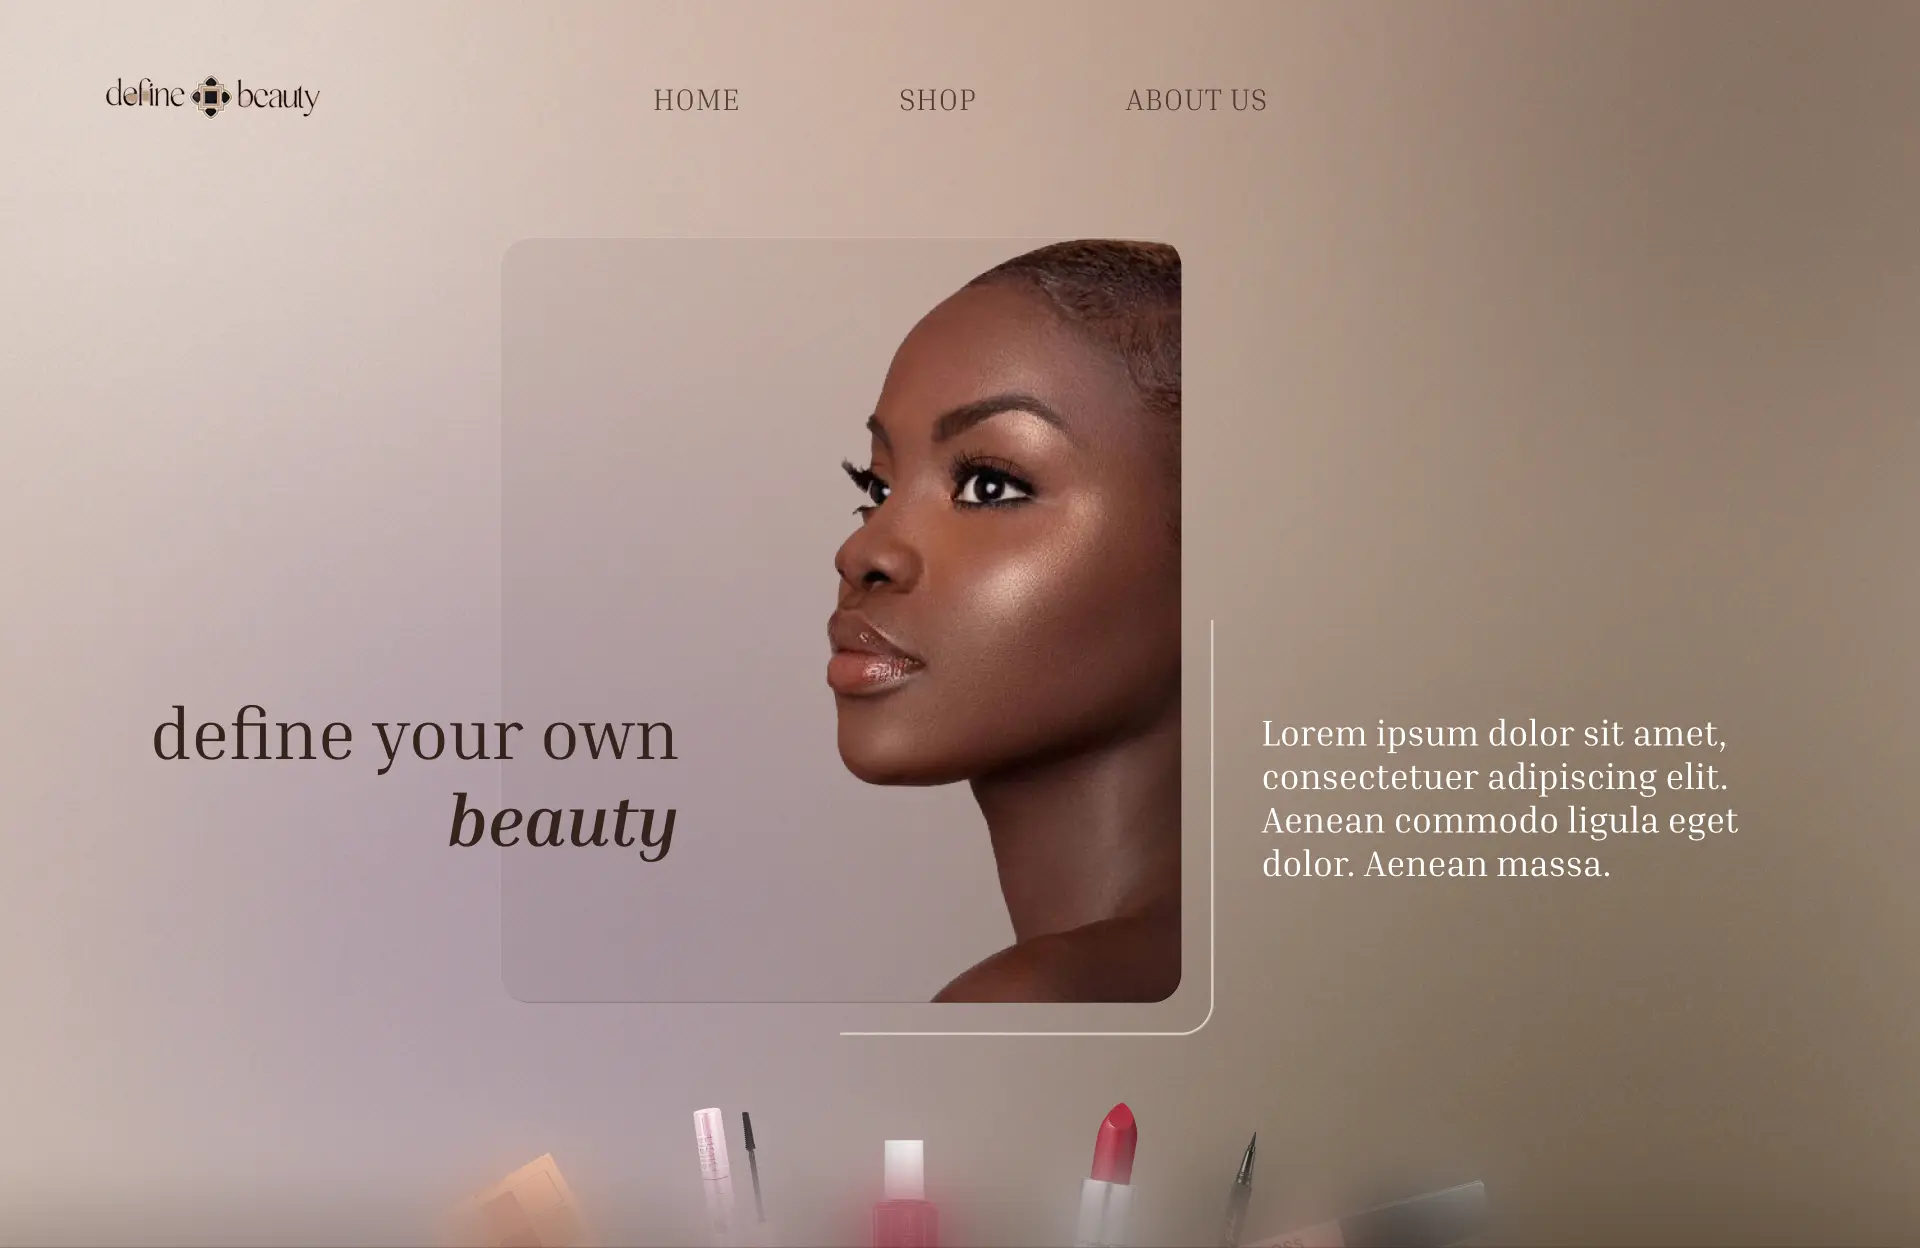 define beauty
HOME
SHOP
ABOUT US
define your own
beauty
Lorem ipsum dolor sit amet,
consectetuer adipiscing elit.
Aenean commodo ligula eget
dolor. Aenean massa.